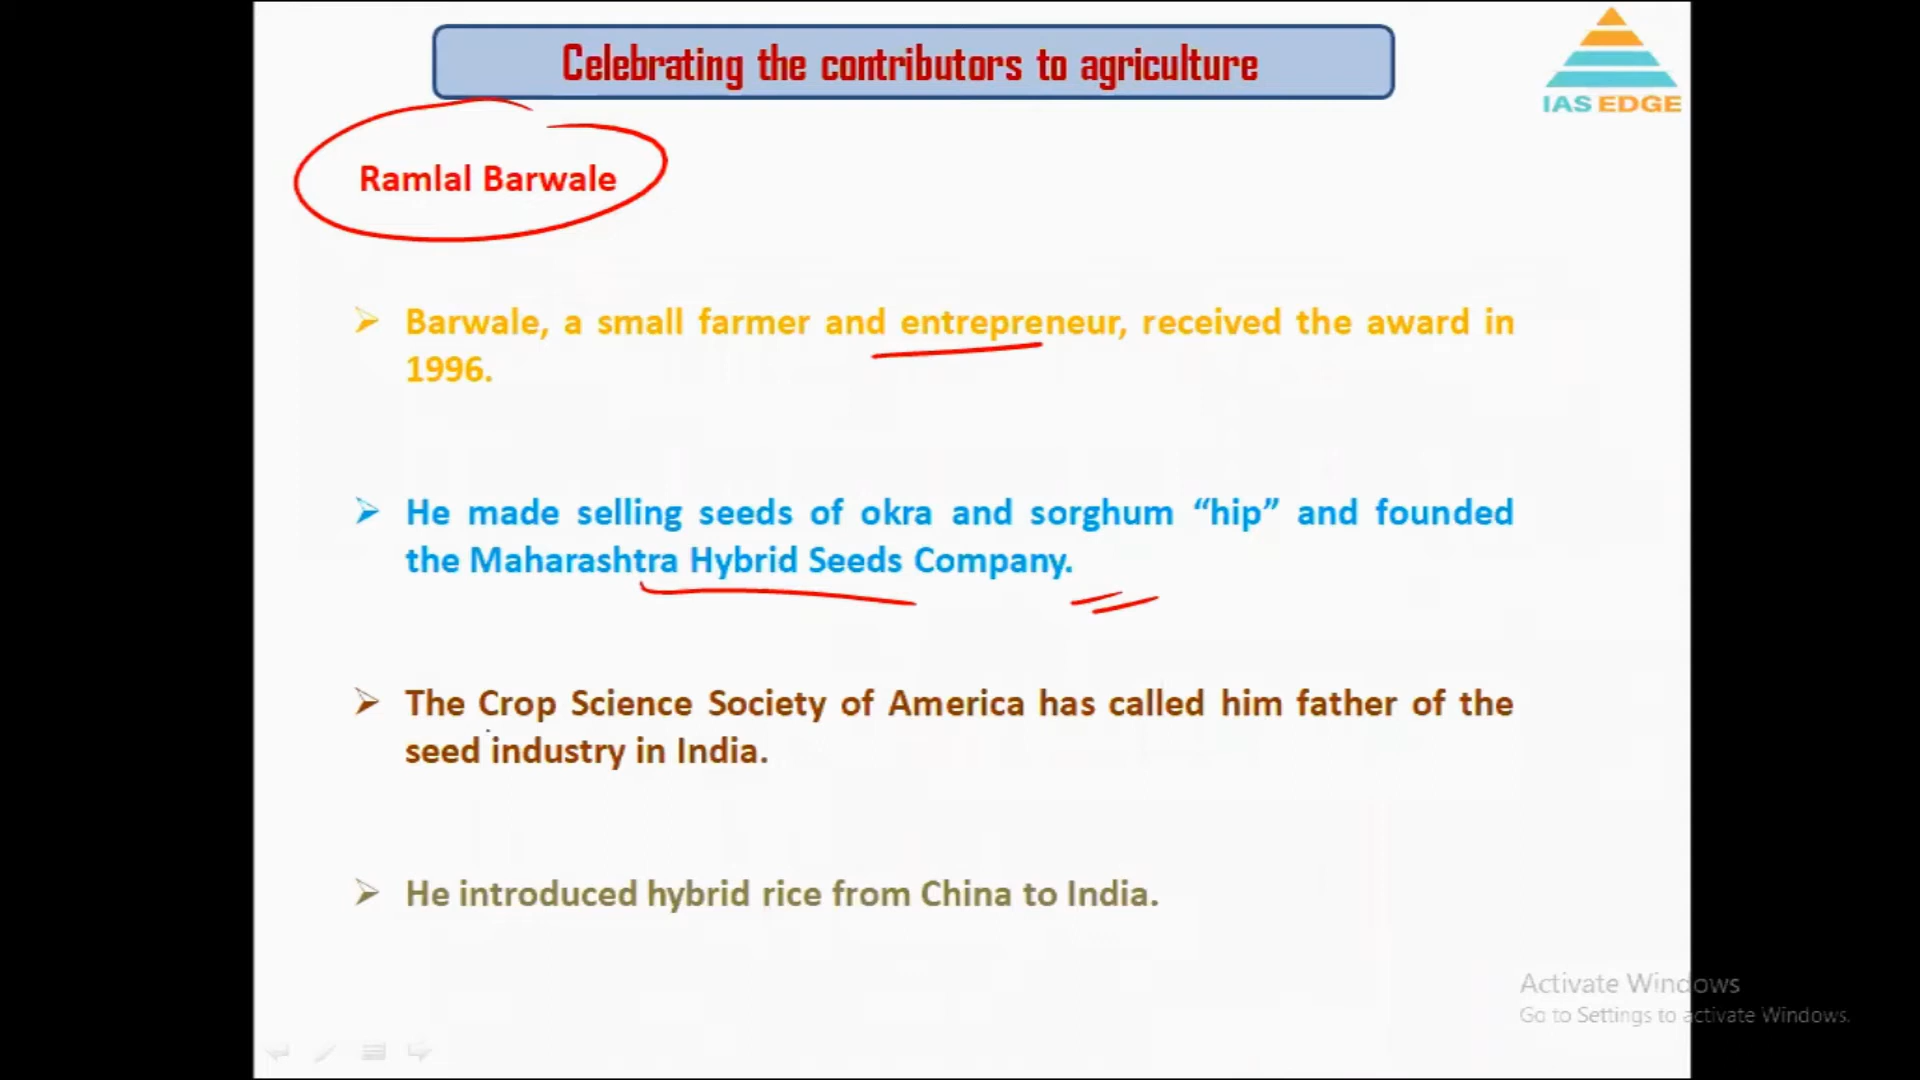 Celebrating the contributors to agriculture
IAS EDGE
Ramlal Barwale
Barwale, a small farmer and entrepreneur, received the award in
1996.
He made selling seeds of okra and sorghum “hip” and founded
the Maharashtra Hybrid Seeds Company.
The Crop Science Society of America has called him father of the
seed industry in India.
He introduced hybrid rice from China to India.
Activate Windows
Go to Settings to activate Windows.